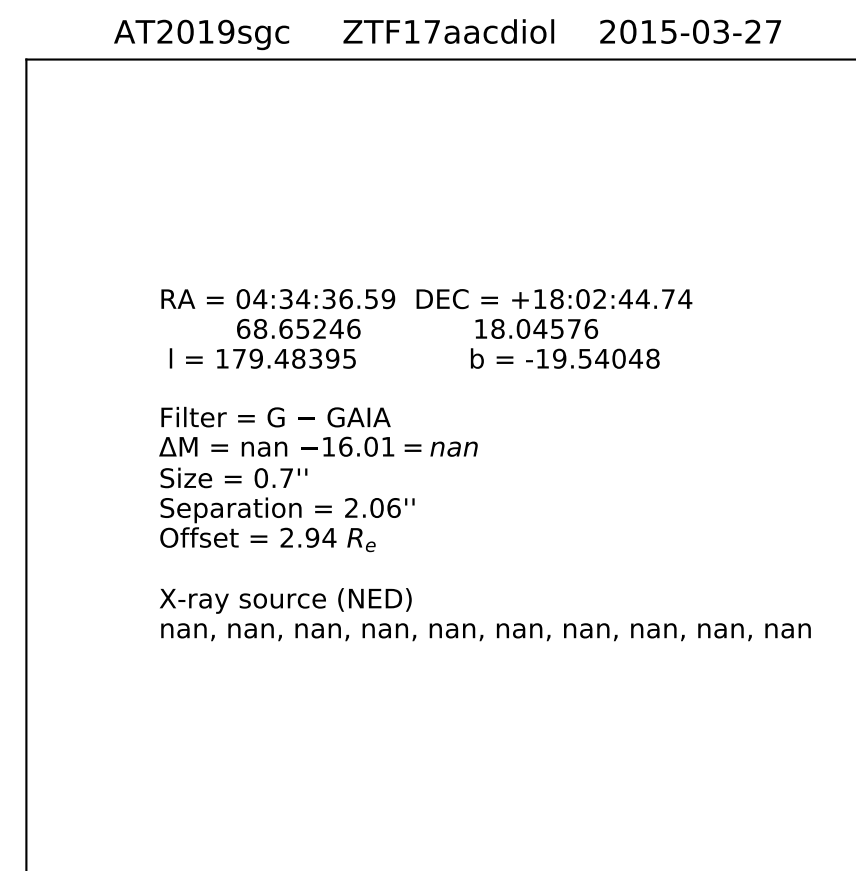 AT2019sgc ZTF17aacdiol 2015-03-27
RA = 04:34:36.59 DEC = +18:02:44.74
68.65246 18.04576
l = 179.48395 b = -19.54048
Filter = G − GAIA
ΔM = nan −16.01 = nan
Size = 0.7''
Separation = 2.06''
Offset = 2.94 Re
X-ray source (NED)
nan, nan, nan, nan, nan, nan, nan, nan, nan, nan